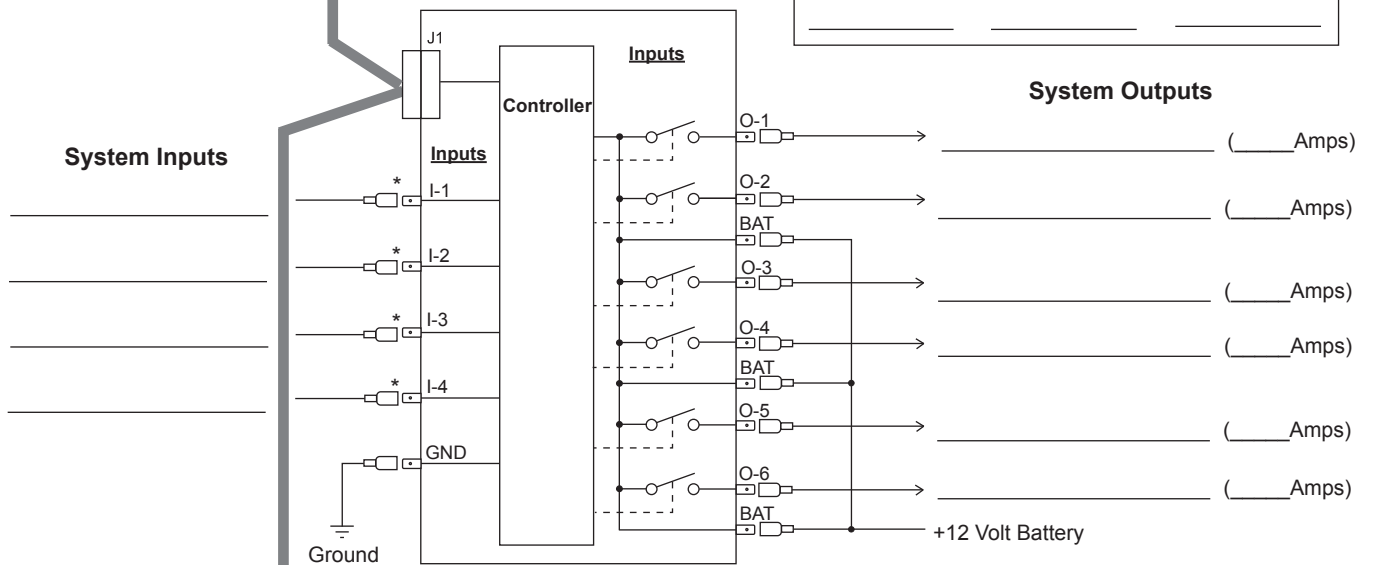 J1
Inputs
Controller
System Outputs
O-1
(_____Amps)
System Inputs
Inputs
* I-1
O-2
(_____Amps)
BAT
* I-2
O-3
(_____Amps)
* I-3
O-4
(_____Amps)
BAT
* I-4
O-5
(_____Amps)
GND
O-6
(_____Amps)
BAT
+12 Volt Battery
Ground